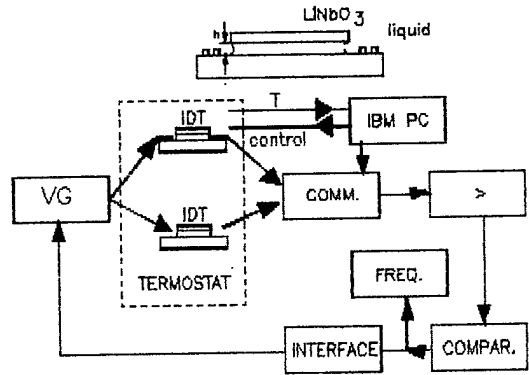 LINbO3
h
liquid
T
IDT
IBM PC
control
VG
COMM.
>
IDT
TERMOSTAT
FREQ.
INTERFACE
COMPAR.